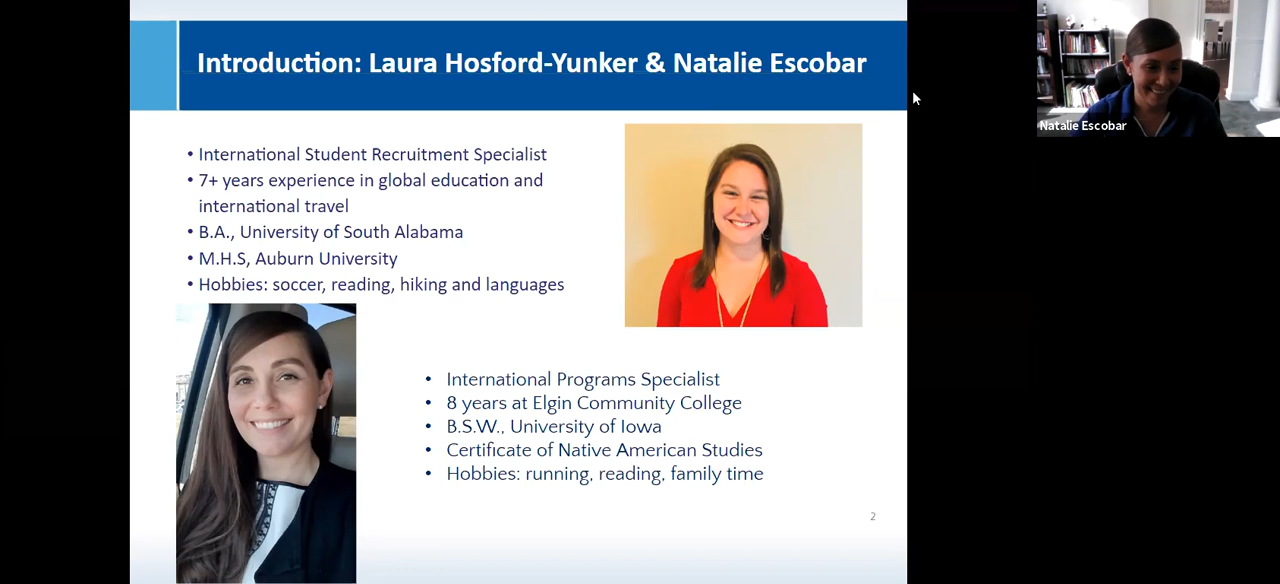 Introduction: Laura Hosford-Yunker & Natalie Escobar
• International Student Recruitment Specialist
• 7+ years experience in global education and
international travel
• B.A., University of South Alabama
• M.H.S, Auburn University
• Hobbies: soccer, reading, hiking and languages
• International Programs Specialist
• 8 years at Elgin Community College
• B.S.W., University of Iowa
• Certificate of Native American Studies
• Hobbies: running, reading, family time
2
Natalie Escobar